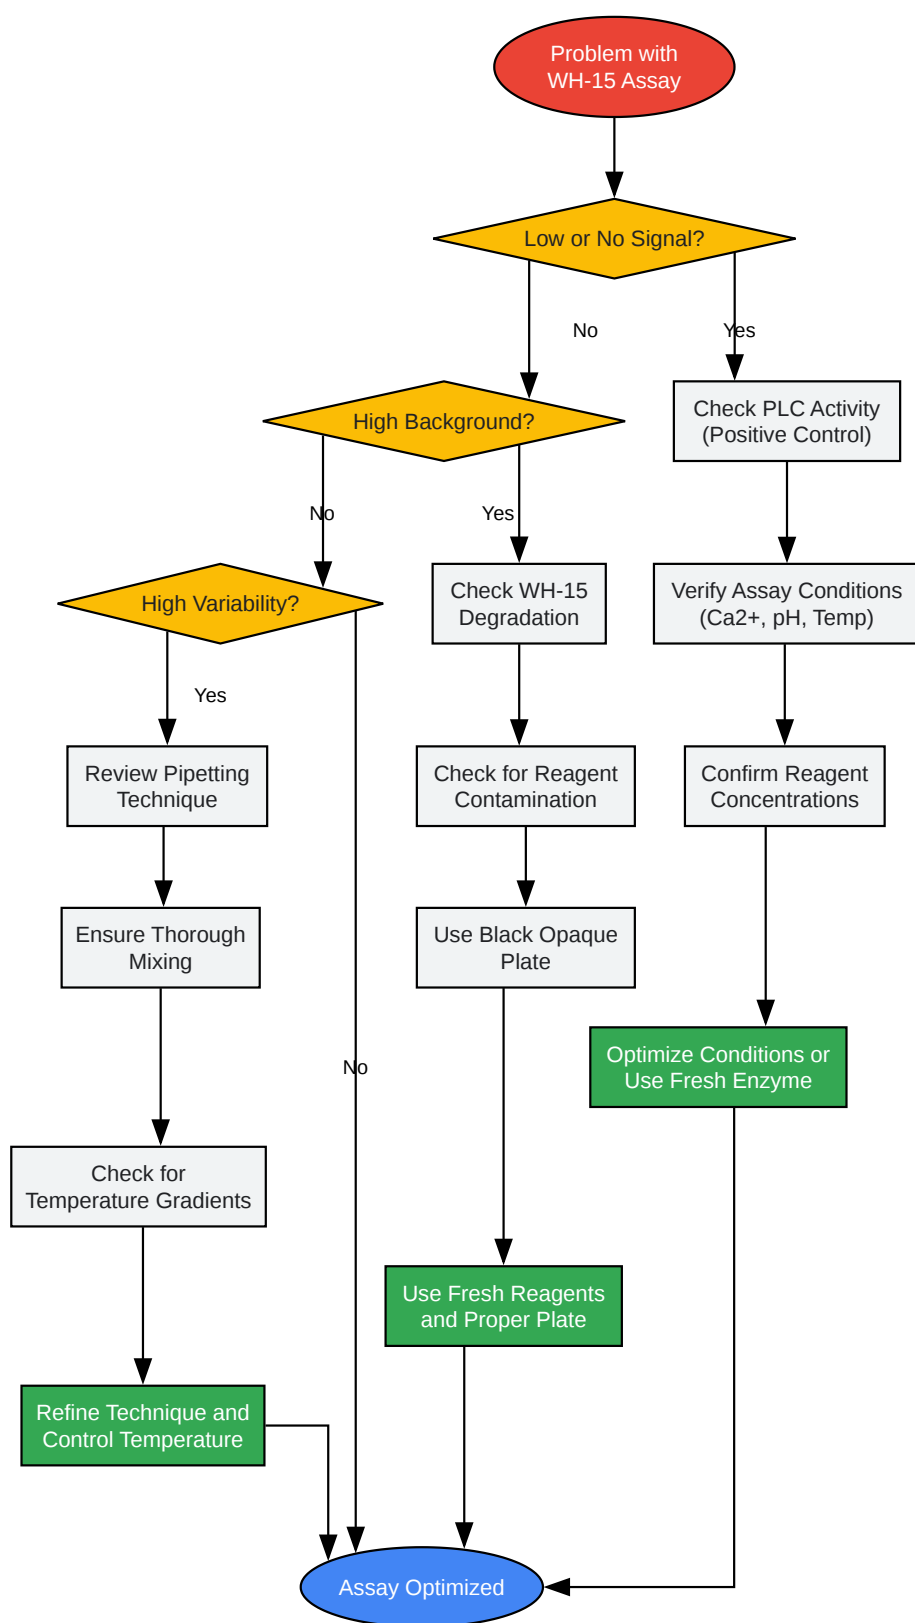 Problem with
WH-15 Assay
Low or No Signal?
No
Yes
High Background?
Check PLC Activity
(Positive Control)
No
Yes
High Variability?
Check WH-15
Degradation
Verify Assay Conditions
(Ca2+, pH, Temp)
Yes
Review Pipetting
Technique
Check for Reagent
Contamination
Confirm Reagent
Concentrations
Ensure Thorough
Mixing
Use Black Opaque
Plate
No
Optimize Conditions or
Use Fresh Enzyme
Check for
Temperature Gradients
Use Fresh Reagents
and Proper Plate
Refine Technique and
Control Temperature
Assay Optimized